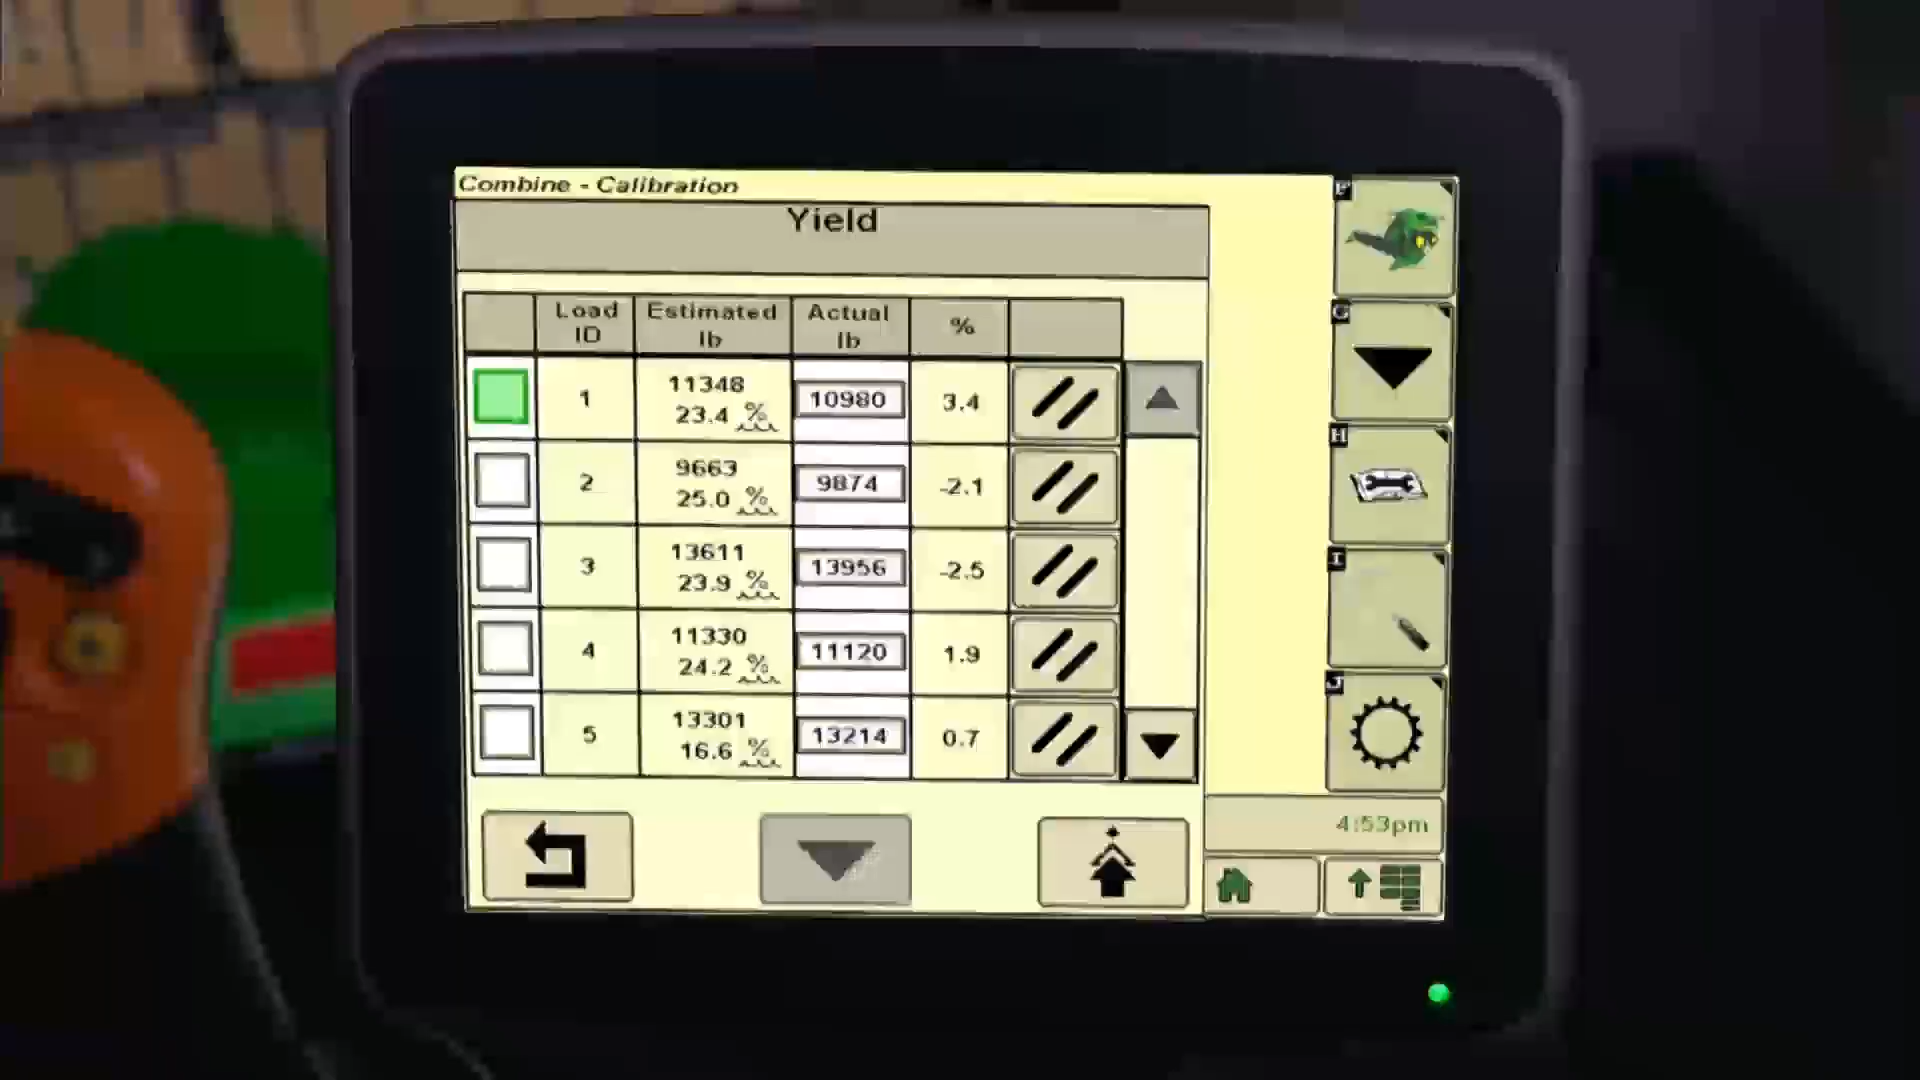 Combine - Calibration
Yield
Load ID Estimated lb Actual lb %
1 11348 23.4 % 10980 3.4
2 9663 25.0 % 9874 -2.1
3 13611 23.9 % 13956 -2.5
4 11330 24.2 % 11120 1.9
5 13301 16.6 % 13214 0.7
F
G
H
I
J
4:53pm